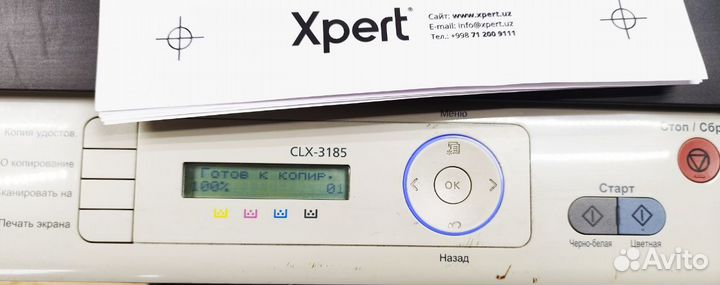 Xpert
Сайт: www.xpert.uz
E-mail: info@xpert.uz
Тел.: +998 71 200 9111
Копия удостов.
О копирование
Сканировать на
Печать экрана
Меню
CLX-3185
Готов к копир.
100% 01
OK
Назад
Стоп / Сбр
Старт
Черно-белая
Цветная
Avito